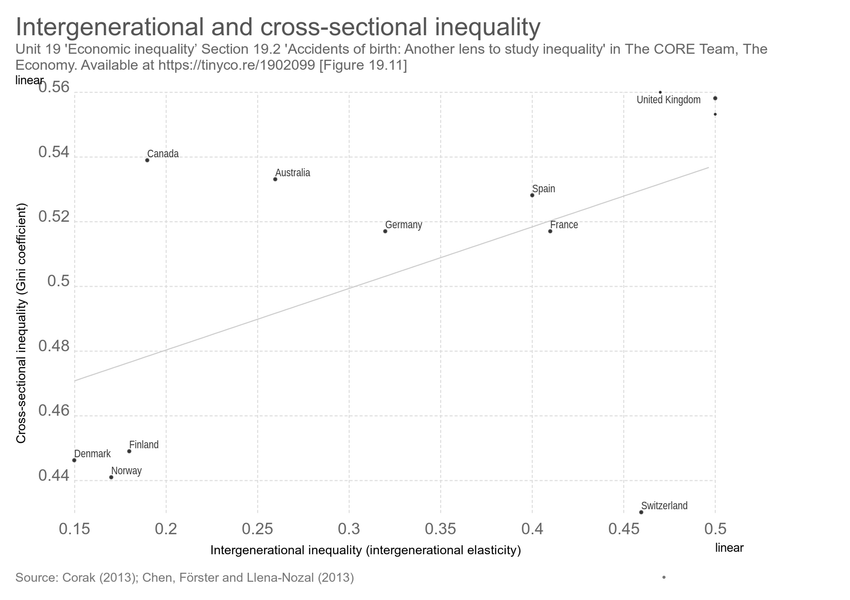 Intergenerational and cross-sectional inequality
Unit 19 'Economic inequality' Section 19.2 'Accidents of birth: Another lens to study inequality' in The CORE Team, The
Economy. Available at https://tinyco.re/1902099 [Figure 19.11]
linear
0.56
United Kingdom
0.54
Canada
Australia
Spain
0.52
Germany
France
0.5
Cross-sectional inequality (Gini coefficient)
0.48
0.46
Finland
Denmark
Norway
0.44
Switzerland
0.15 0.2 0.25 0.3 0.35 0.4 0.45 0.5
Intergenerational inequality (intergenerational elasticity)
linear
Source: Corak (2013); Chen, Förster and Llena-Nozal (2013)